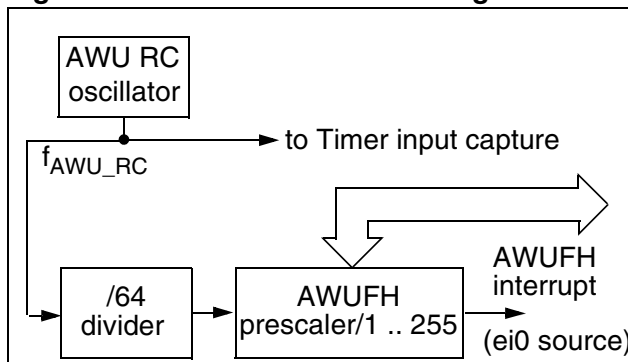 AWU RC
oscillator
to Timer input capture
fAWU_RC
AWUFH
interrupt
/64
divider
AWUFH
prescaler/1 .. 255
(ei0 source)